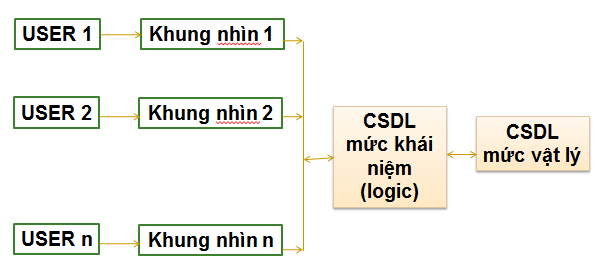 USER 1
Khung nhìn 1
USER 2
Khung nhìn 2
CSDL
mức khái
niệm
(logic)
CSDL
mức vật lý
USER n
Khung nhìn n